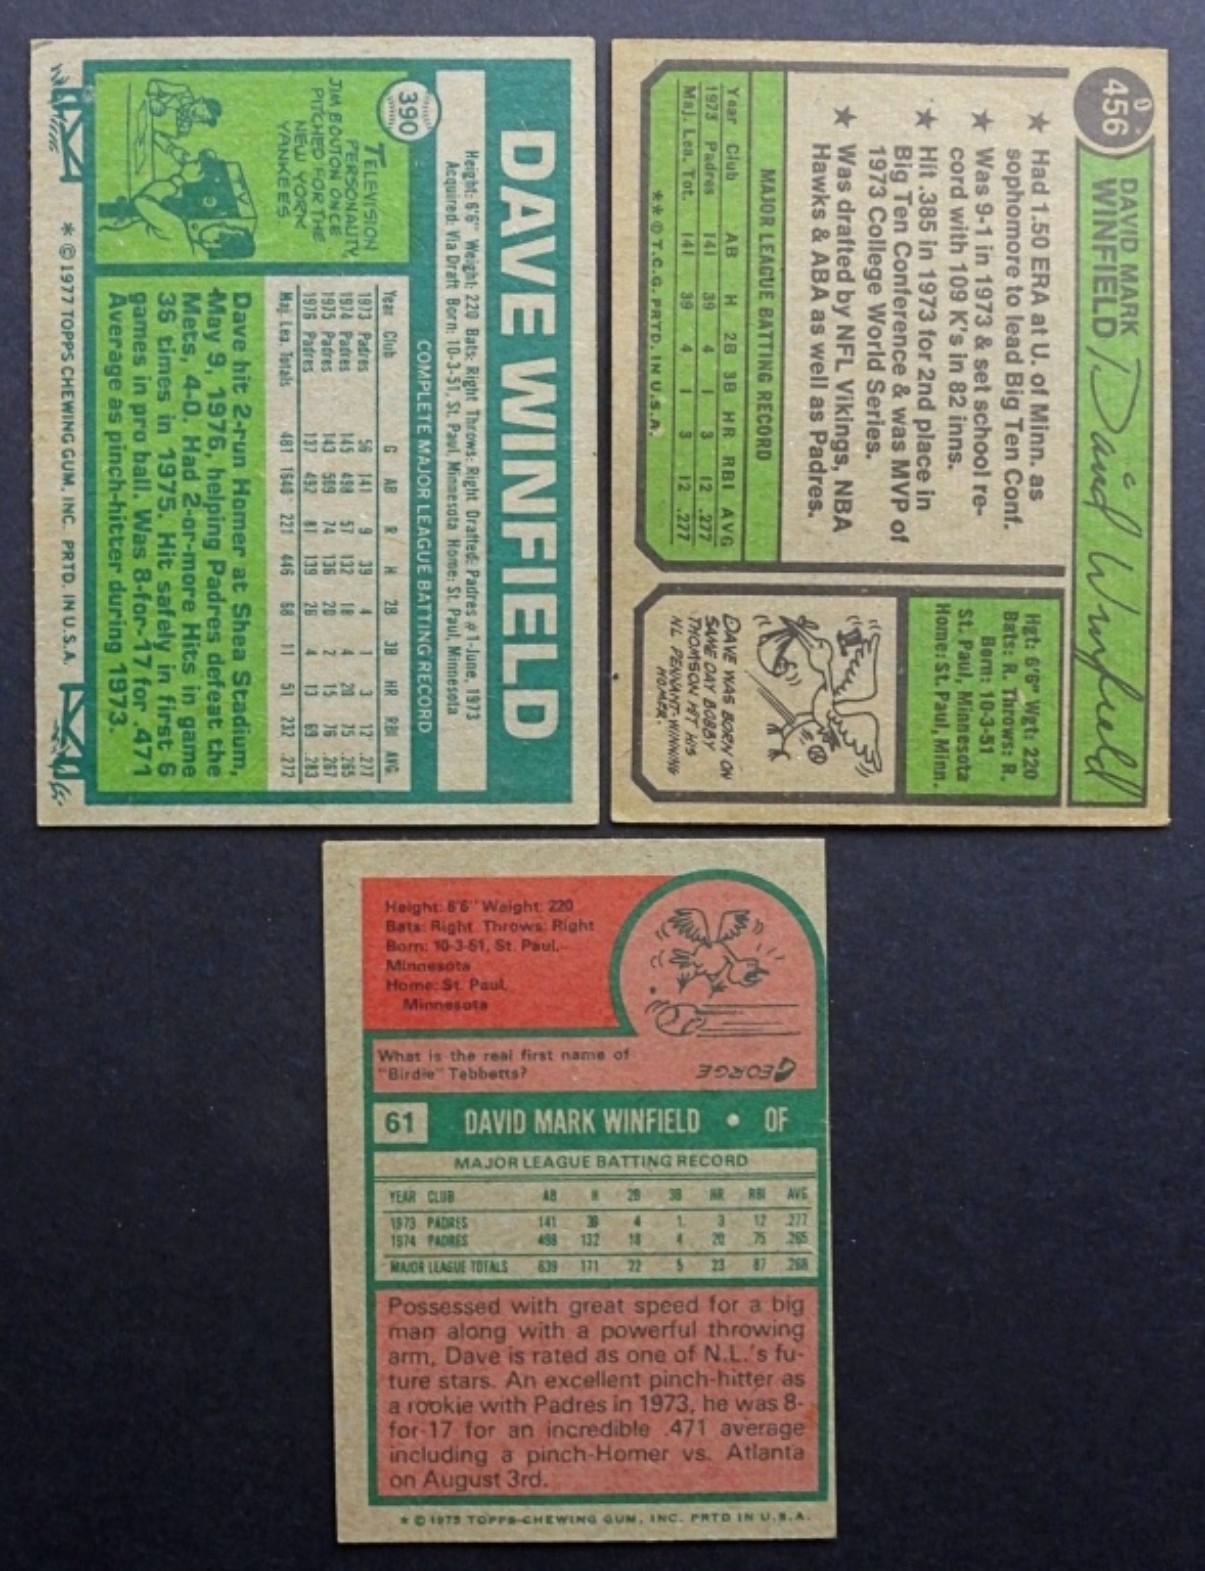 DAVE WINFIELD
Height: 6'6" Weight: 220 Bats: Right Throws: Right Drafted: Padres #1-June, 1973
Acquired: Via Draft Born: 10-3-51, St. Paul, Minnesota Home: St. Paul, Minnesota
390
COMPLETE MAJOR LEAGUE BATTING RECORD
Year Club G AB R H 2B 3B HR RBI AVG.
1973 Padres 56 141 9 39 4 1 3 12 .277
1974 Padres 145 498 57 132 18 4 20 75 .265
1975 Padres 143 509 74 136 20 2 15 76 .267
1976 Padres 137 492 81 139 26 4 13 69 .283
Maj. Lea. Totals 481 1640 221 446 68 11 51 232 .272
TELEVISION
PERSONALITY,
JIM BOUTON ONCE
PITCHED FOR THE
NEW YORK
YANKEES
Dave hit 2-run Homer at Shea Stadium,
May 9, 1976, helping Padres defeat the
Mets, 4-0. Had 2-or-more Hits in game
36 times in 1975. Hit safely in first 6
games in pro ball. Was 8-for-17 for .471
Average as pinch-hitter during 1973.
* © 1977 TOPPS CHEWING GUM, INC. PRTD. IN U.S.A.
456
DAVID MARK
WINFIELD
David Winfield
★ Had 1.50 ERA at U. of Minn. as
sophomore to lead Big Ten Conf.
★ Was 9-1 in 1973 & set school re-
cord with 109 K's in 82 inns.
★ Hit .385 in 1973 for 2nd place in
Big Ten Conference & was MVP of
1973 College World Series.
★ Was drafted by NFL Vikings, NBA
Hawks & ABA as well as Padres.
MAJOR LEAGUE BATTING RECORD
Year Club AB H 2B 3B HR RBI AVG
1973 Padres 141 39 4 1 3 12 .277
Maj. Lea. Tot. 141 39 4 1 3 12 .277
** © T.C.G. PRTD. IN U.S.A.
Hgt: 6'6" Wgt: 220
Bats: R. Throws: R.
Born: 10-3-51
St. Paul, Minnesota
Home: St. Paul, Minn.
DAVE WAS BORN ON
SAME DAY BOBBY
THOMSON HIT HIS
NL PENNANT-WINNING
HOMER.
Height: 6'6" Weight: 220
Bats: Right Throws: Right
Born: 10-3-51, St. Paul,
Minnesota
Home: St. Paul,
Minnesota
What is the real first name of
"Birdie" Tebbetts?
GEORGE
61 DAVID MARK WINFIELD • OF
MAJOR LEAGUE BATTING RECORD
YEAR CLUB AB H 2B 3B HR RBI AVG
1973 PADRES 141 39 4 1 3 12 .277
1974 PADRES 498 132 18 4 20 75 .265
MAJOR LEAGUE TOTALS 639 171 22 5 23 87 .268
Possessed with great speed for a big
man along with a powerful throwing
arm, Dave is rated as one of N.L.'s fu-
ture stars. An excellent pinch-hitter as
a rookie with Padres in 1973, he was 8-
for-17 for an incredible .471 average
including a pinch-Homer vs. Atlanta
on August 3rd.
* © 1975 TOPPS CHEWING GUM, INC. PRTD IN U.S.A.